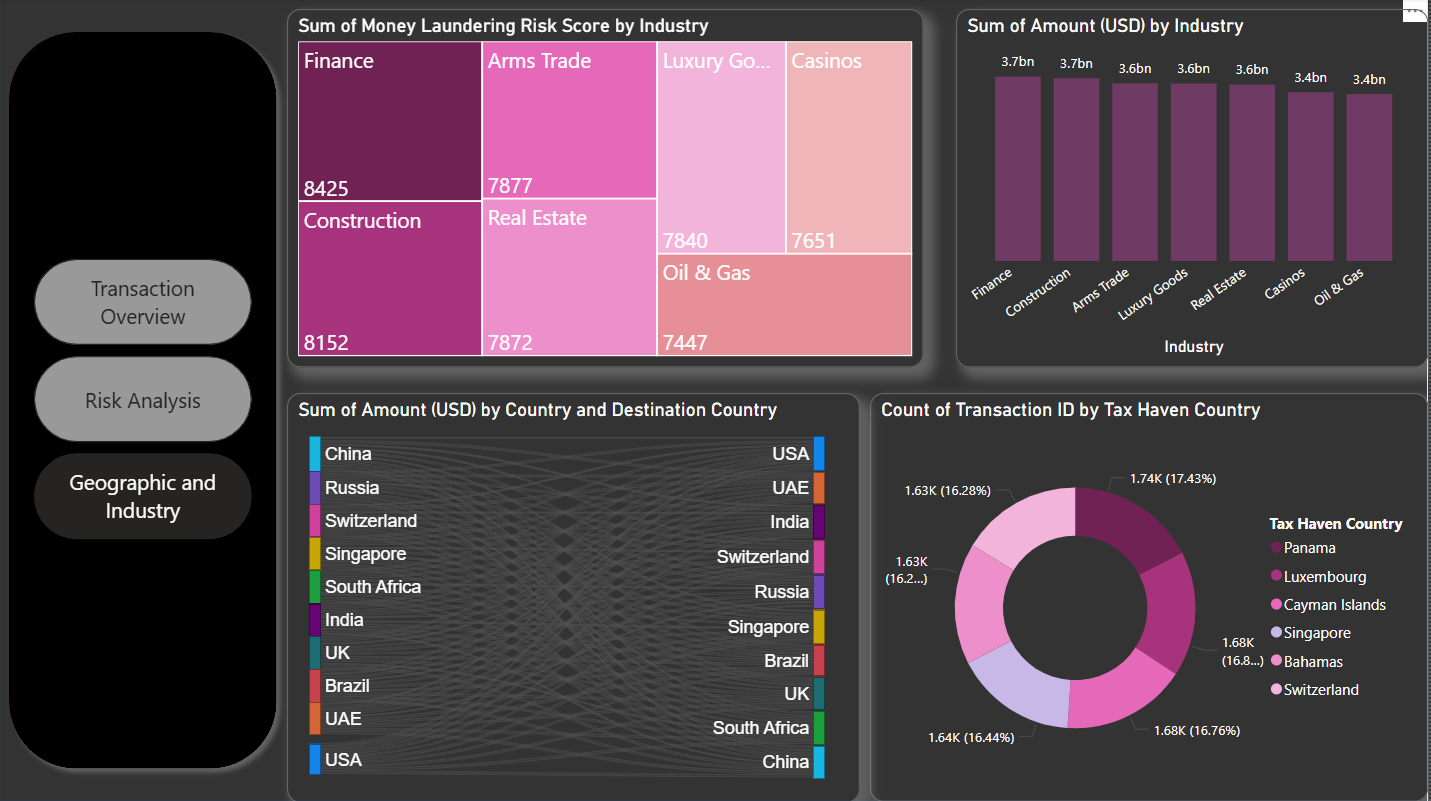 Transaction
Overview
Risk Analysis
Geographic and
Industry
Sum of Money Laundering Risk Score by Industry
Finance
8425
Construction
8152
Arms Trade
7877
Real Estate
7872
Luxury Go...
7840
Casinos
7651
Oil & Gas
7447
Sum of Amount (USD) by Industry
3.7bn
3.7bn
3.6bn
3.6bn
3.6bn
3.4bn
3.4bn
Finance
Construction
Arms Trade
Luxury Goods
Real Estate
Casinos
Oil & Gas
Industry
Sum of Amount (USD) by Country and Destination Country
China
Russia
Switzerland
Singapore
South Africa
India
UK
Brazil
UAE
USA
USA
UAE
India
Switzerland
Russia
Singapore
Brazil
UK
South Africa
China
Count of Transaction ID by Tax Haven Country
1.74K (17.43%)
1.68K
(16.8...)
1.68K (16.76%)
1.64K (16.44%)
1.63K
(16.2...)
1.63K (16.28%)
Tax Haven Country
Panama
Luxembourg
Cayman Islands
Singapore
Bahamas
Switzerland